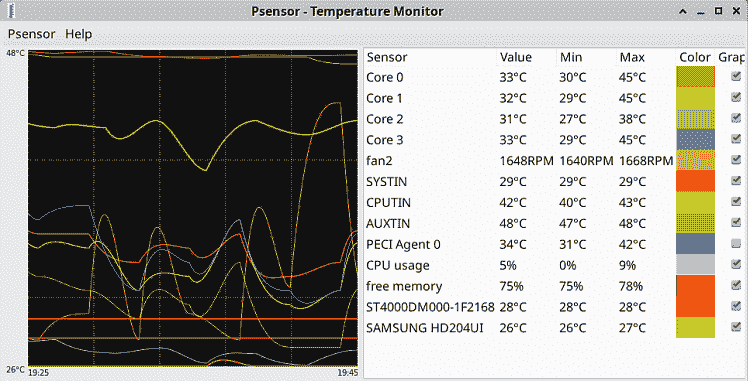 Psensor - Temperature Monitor
Psensor Help
48°C
26°C
19:25 19:45
Sensor Value Min Max Color Grap
Core 0 33°C 30°C 45°C
Core 1 32°C 29°C 45°C
Core 2 31°C 27°C 38°C
Core 3 33°C 29°C 45°C
fan2 1648RPM 1640RPM 1668RPM
SYSTIN 29°C 29°C 29°C
CPUTIN 42°C 40°C 43°C
AUXTIN 48°C 47°C 48°C
PECI Agent 0 34°C 31°C 42°C
CPU usage 5% 0% 9%
free memory 75% 75% 78%
ST4000DM000-1F2168 28°C 28°C 28°C
SAMSUNG HD204UI 26°C 26°C 27°C